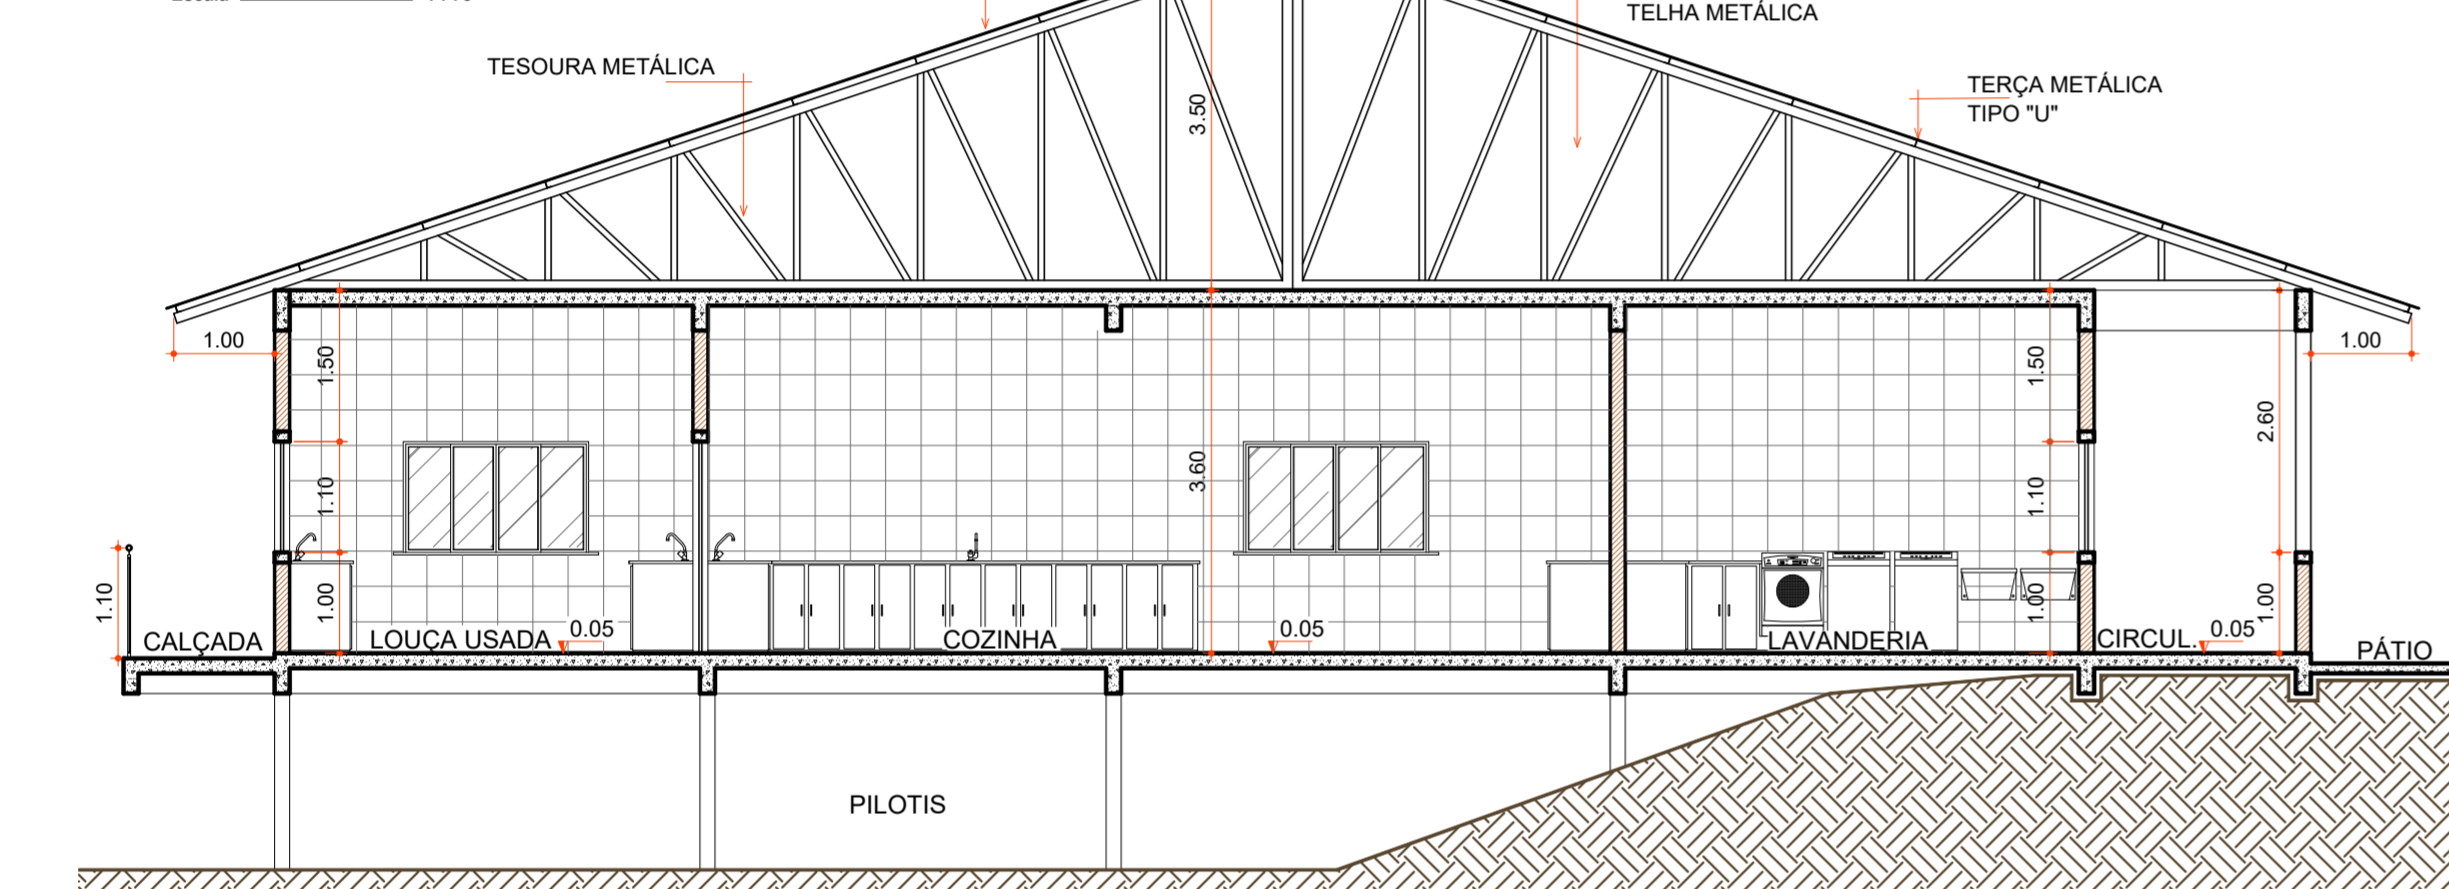 TELHA METÁLICA
TESOURA METÁLICA
TERÇA METÁLICA
TIPO "U"
3.50
1.00
1.50
1.50
1.00
2.60
3.60
1.10
1.10
1.10
1.00
1.00
1.00
0.05
0.05
0.05
CALÇADA
LOUÇA USADA
COZINHA
LAVANDERIA
CIRCUL.
PÁTIO
PILOTIS